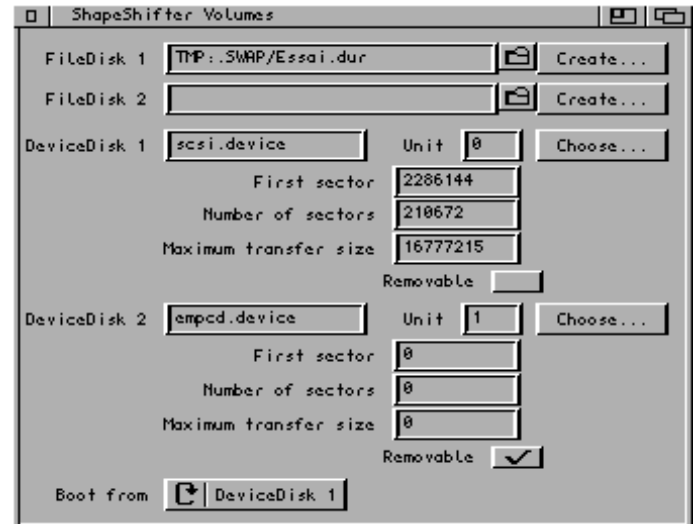 ShapeShifter Volumes
FileDisk 1 TMP:.SWAP/Essai.dur Create...
FileDisk 2 Create...
DeviceDisk 1 scsi.device Unit 0 Choose...
First sector 2286144
Number of sectors 210672
Maximum transfer size 16777215
Removable
DeviceDisk 2 empcd.device Unit 1 Choose...
First sector 0
Number of sectors 0
Maximum transfer size 0
Removable
Boot from DeviceDisk 1